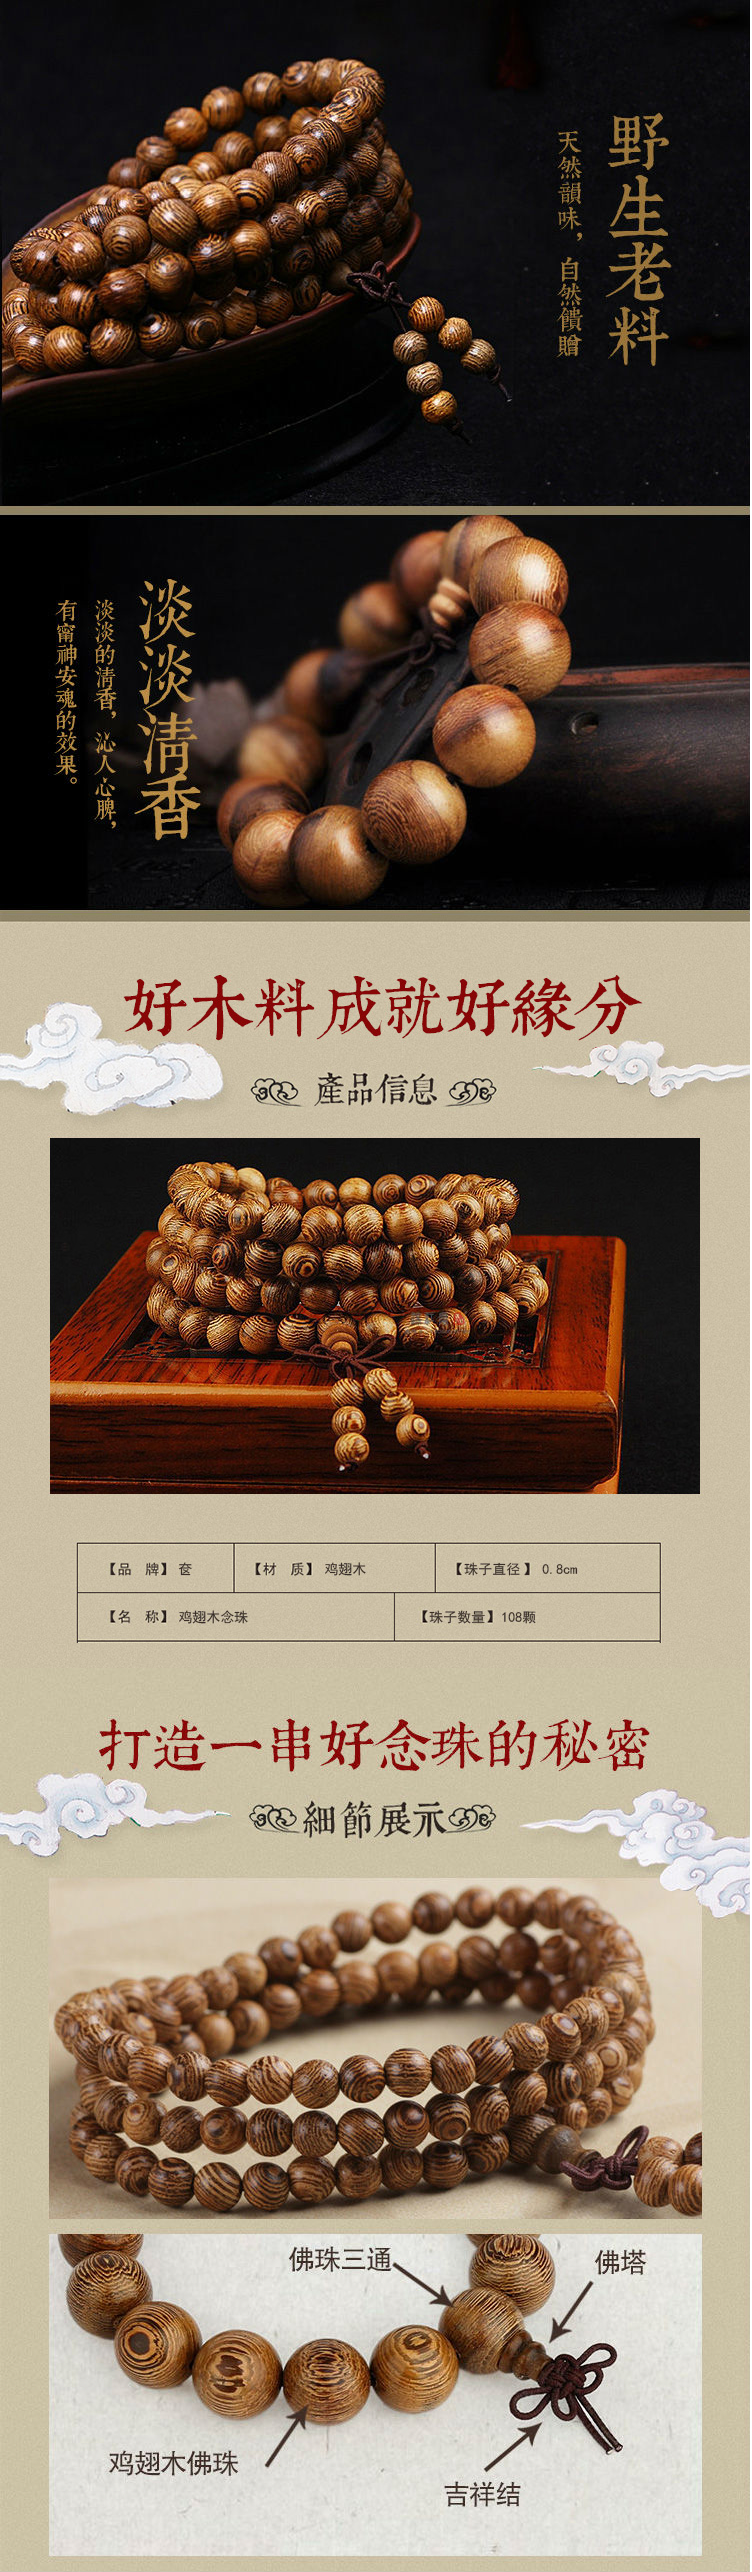 野生老料
天然韻味，自然饋贈
淡淡清香
淡淡的清香，沁人心脾，
有甯神安魂的效果。
好木料成就好緣分
產品信息
【品 牌】 奁
【材 质】 鸡翅木
【珠子直径】 0.8cm
【名 称】 鸡翅木念珠
【珠子数量】108颗
打造一串好念珠的秘密
細節展示
佛珠三通
佛塔
鸡翅木佛珠
吉祥结